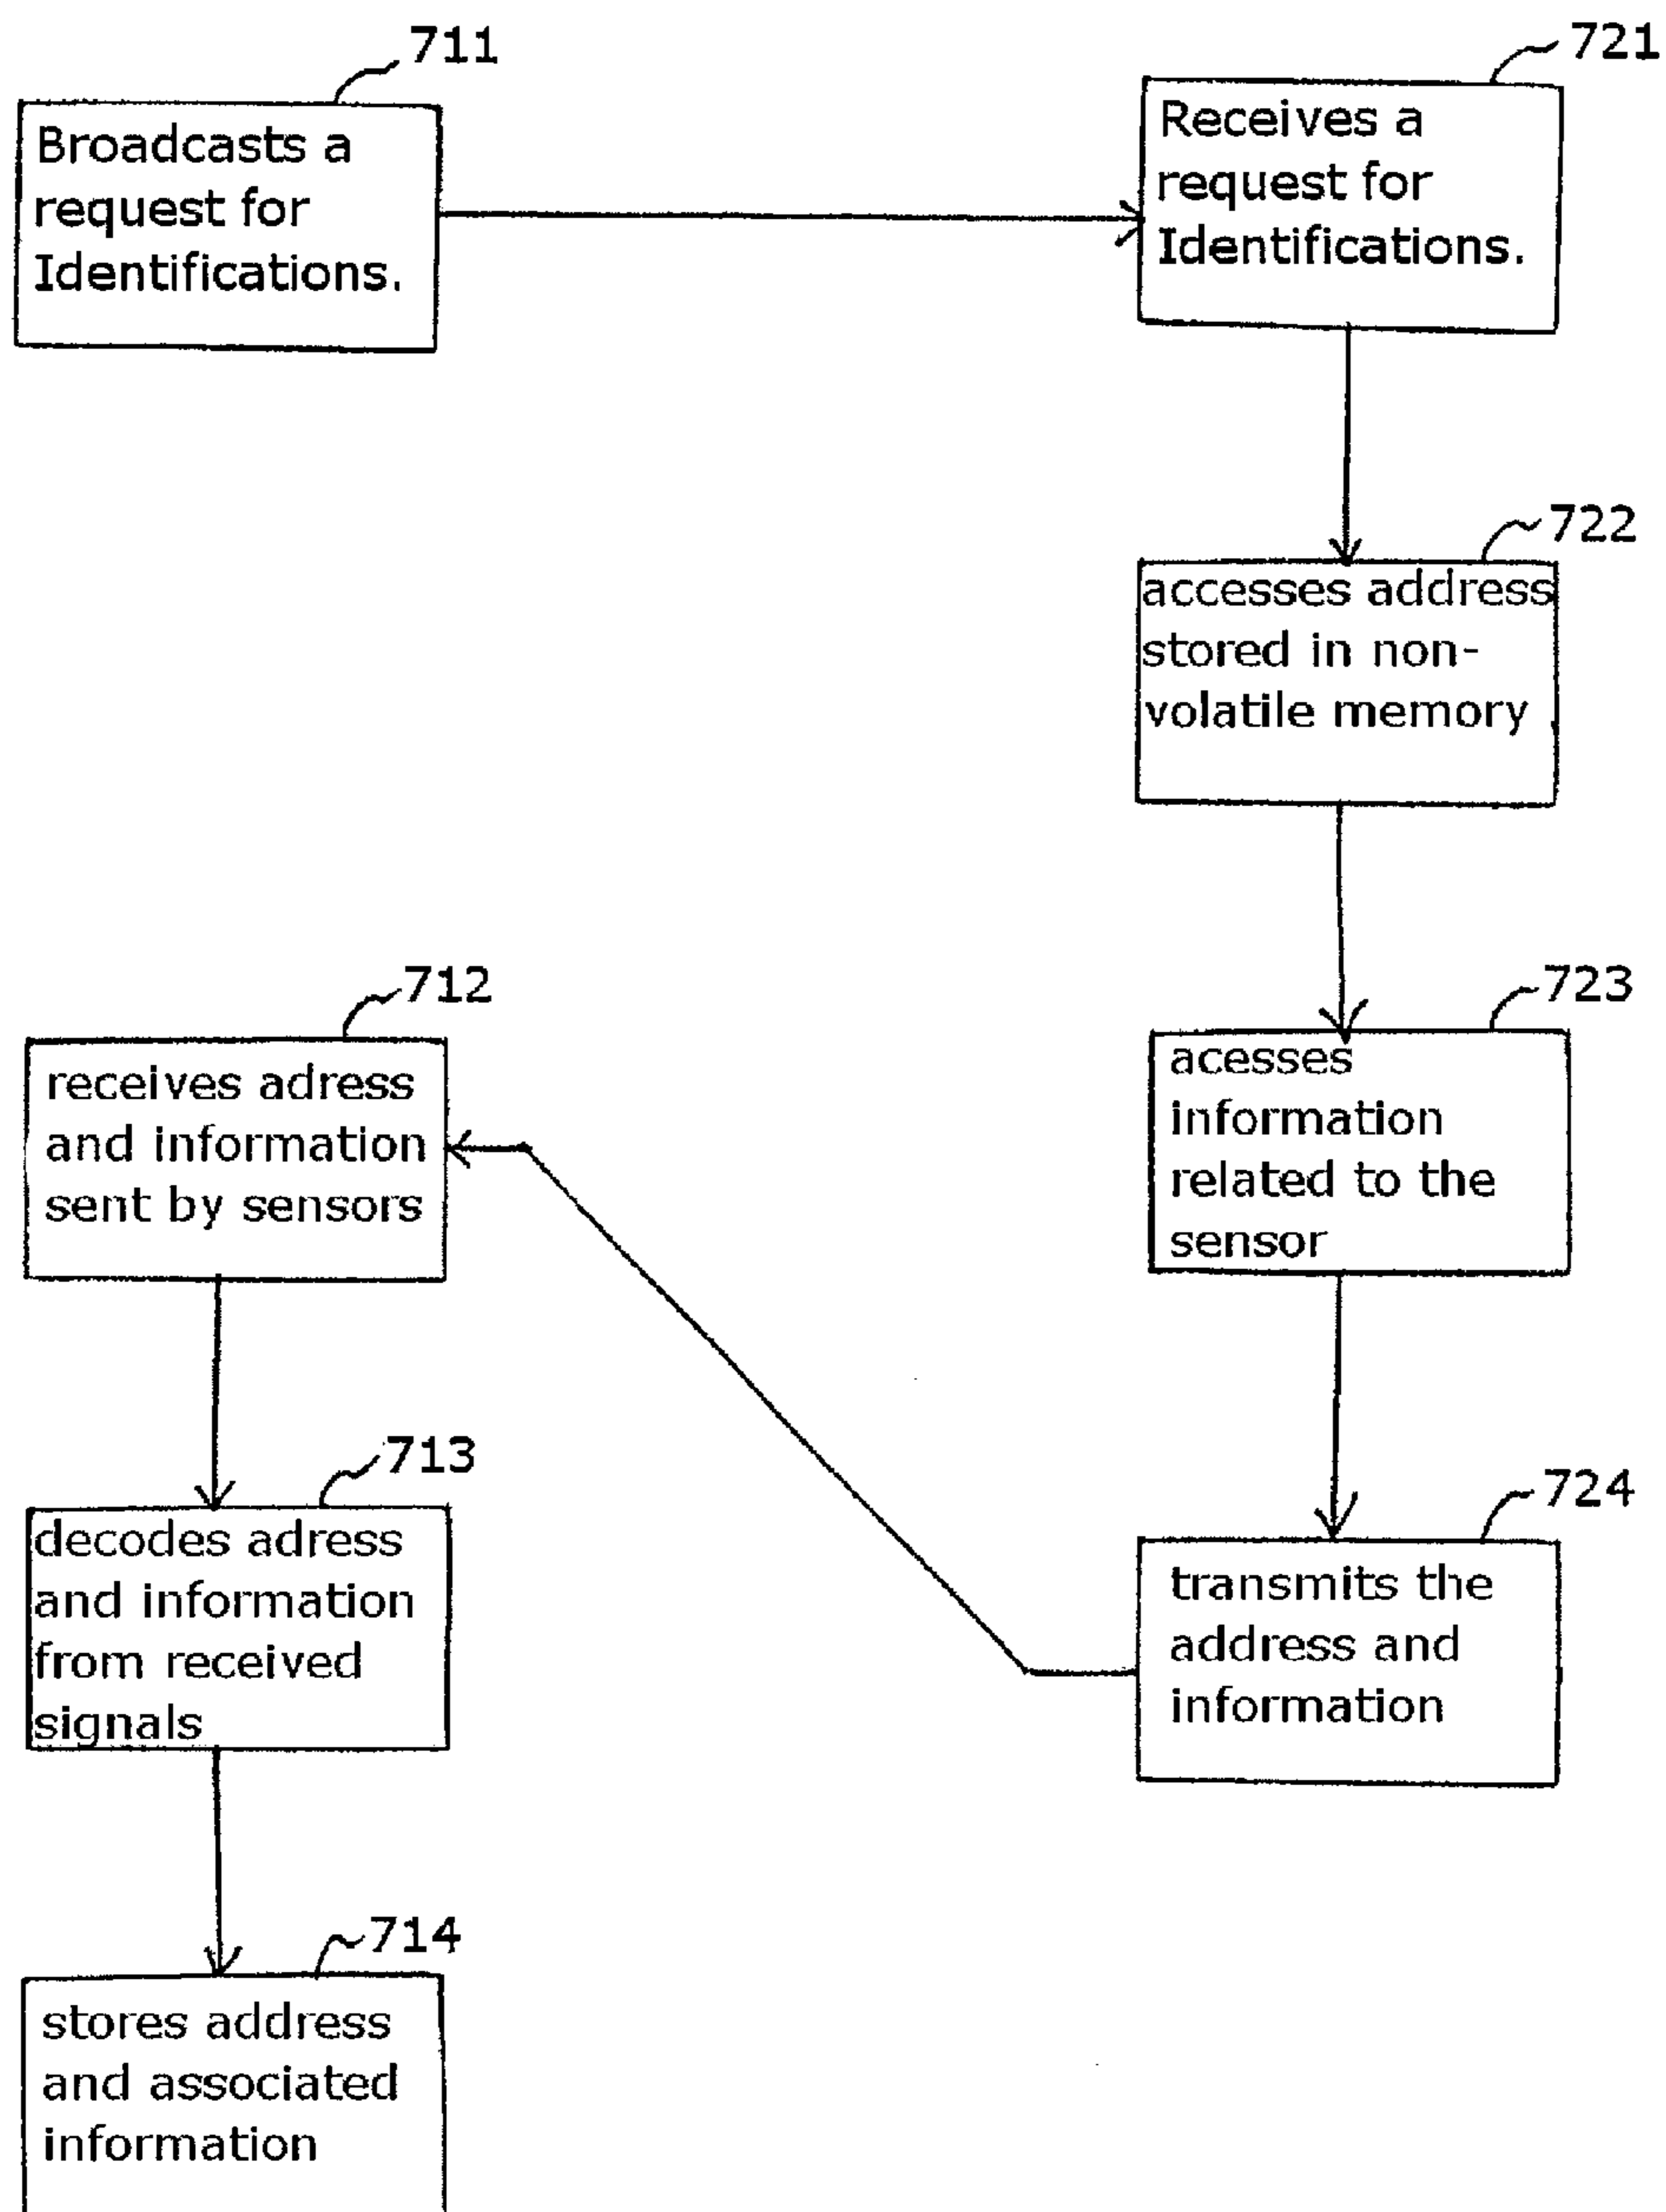 711
Broadcasts a
request for
Identifications.
721
Receives a
request for
Identifications.
722
accesses address
stored in non-
volatile memory
723
acesses
information
related to the
sensor
724
transmits the
address and
information
712
receives adress
and information
sent by sensors
713
decodes adress
and information
from received
signals
714
stores address
and associated
information